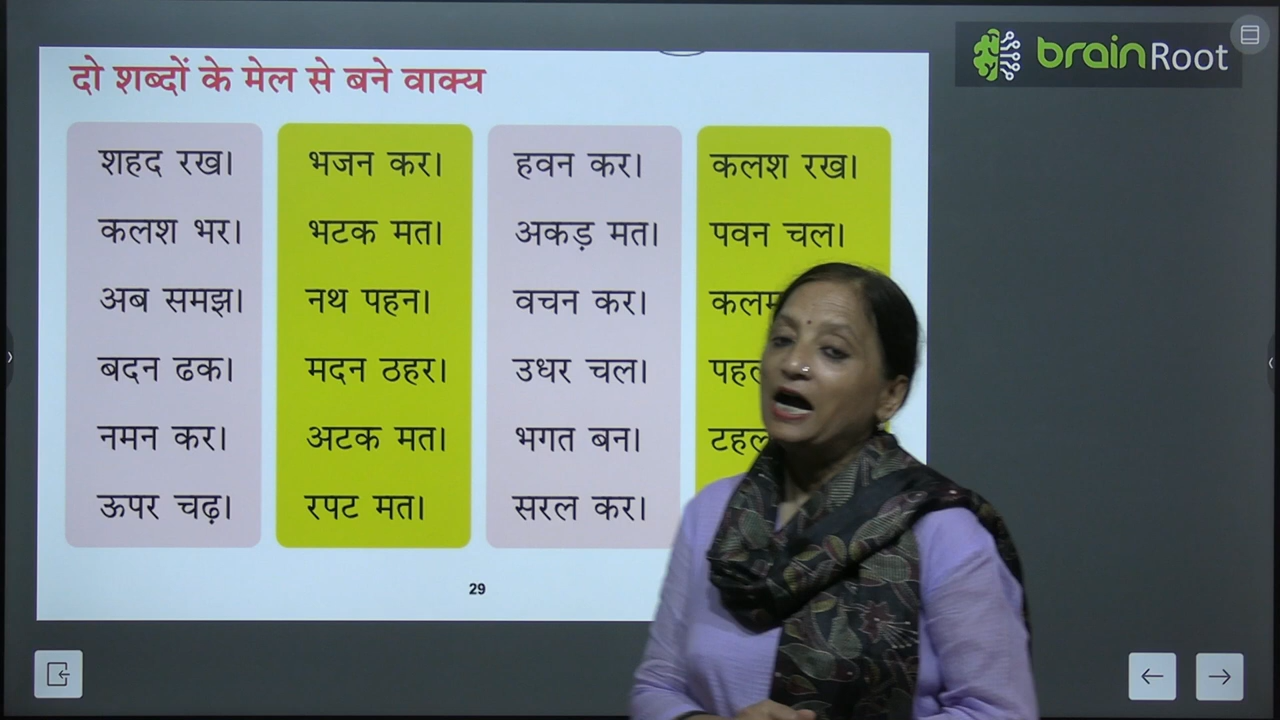 brainRoot
दो शब्दों के मेल से बने वाक्य
शहद रख।
कलश भर।
अब समझ।
बदन ढक।
नमन कर।
ऊपर चढ़।
भजन कर।
भटक मत।
नथ पहन।
मदन ठहर।
अटक मत।
रपट मत।
हवन कर।
अकड़ मत।
वचन कर।
उधर चल।
भगत बन।
सरल कर।
कलश रख।
पवन चल।
29